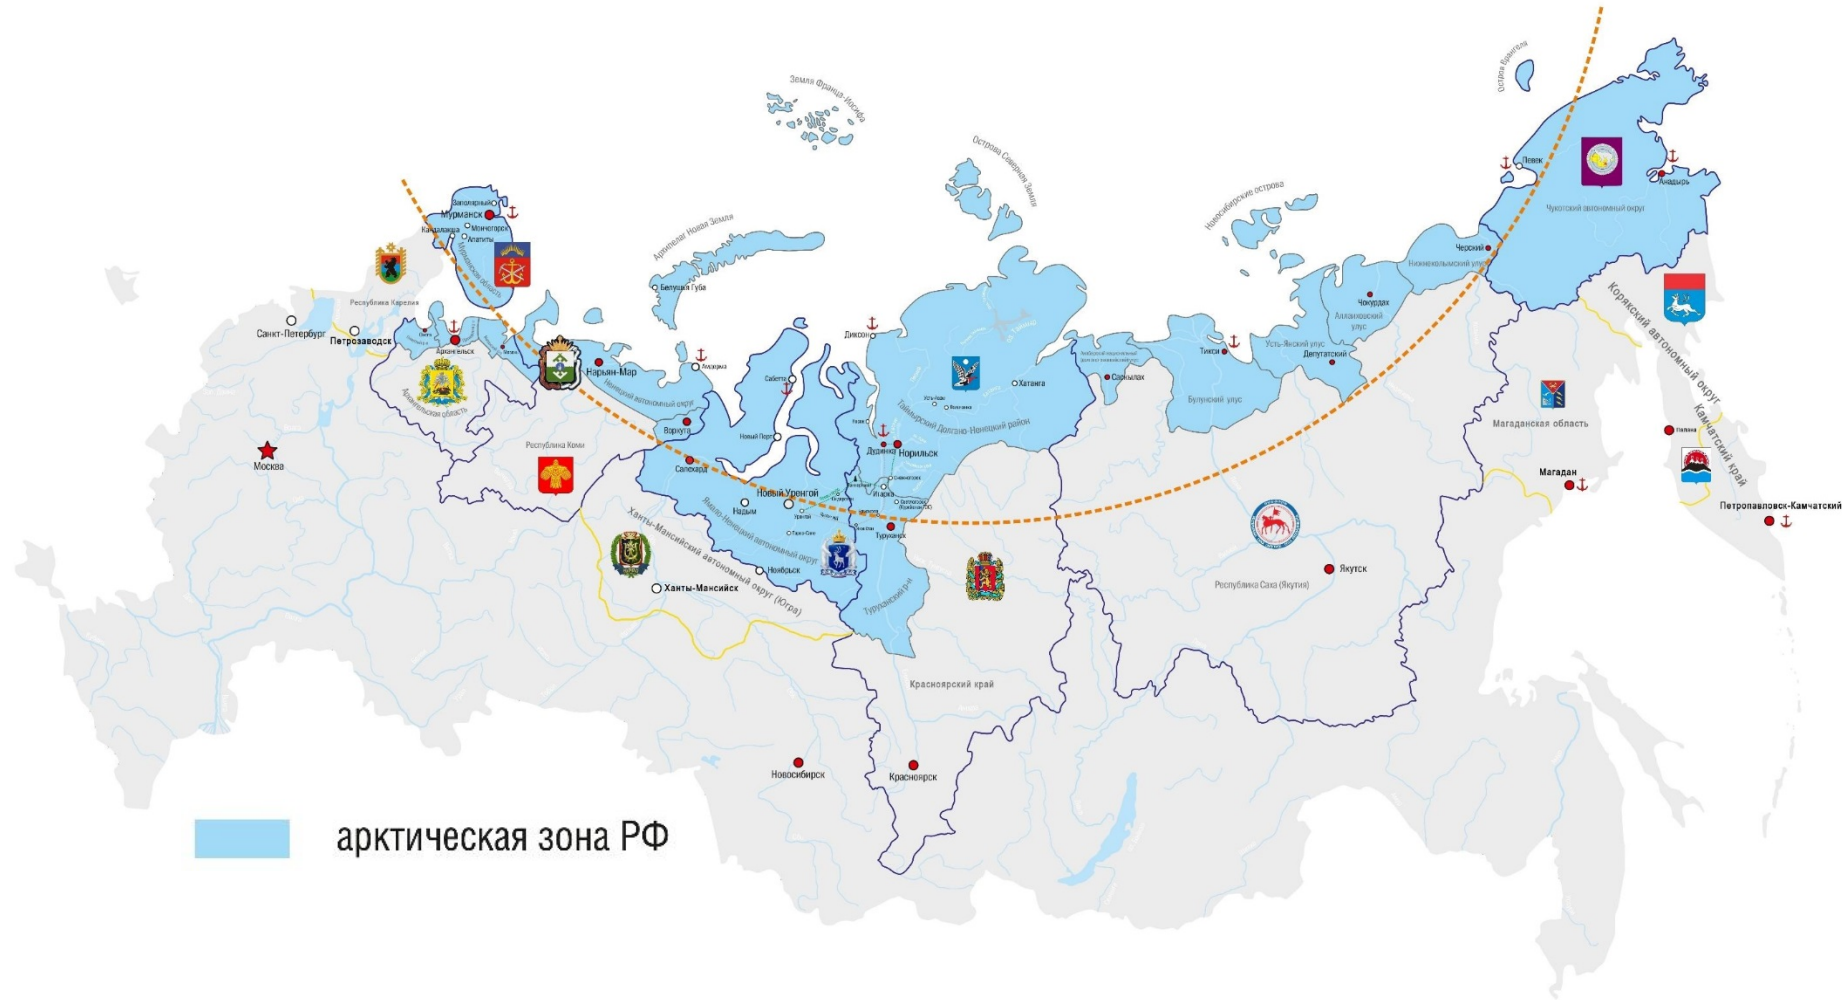 Земля Франца-Иосифа
Остров Врангеля
Острова Северная Земля
Новосибирские острова
Архипелаг Новая Земля
Певек
Анадырь
Чукотский автономный округ
Заполярный
Мурманск
Мончегорск
Кандалакша
Апатиты
Мурманская область
Черский
Нижнеколымский улус
Белушья Губа
Чокурдах
Аллаиховский
улус
Республика Карелия
Санкт-Петербург
Петрозаводск
Архангельск
Диксон
Тикси
Усть-Янский улус
Депутатский
Корякский автономный округ
Нарьян-Мар
Амдерма
Сабетта
Хатанга
Саскылах
Булунский улус
Ненецкий автономный округ
Архангельская область
Таймырский Долгано-Ненецкий район
Камчатский край
Магаданская область
Воркута
Новый Порт
Республика Коми
Дудинка
Норильск
Москва
Салехард
Магадан
Новый Уренгой
Игарка
Надым
Петропавловск-Камчатский
Туруханск
Ямало-Ненецкий автономный округ
Ханты-Мансийский автономный округ (Югра)
Ноябрьск
Якутск
Ханты-Мансийск
Республика Саха (Якутия)
Туруханский р-н
Красноярский край
Новосибирск
Красноярск
арктическая зона РФ